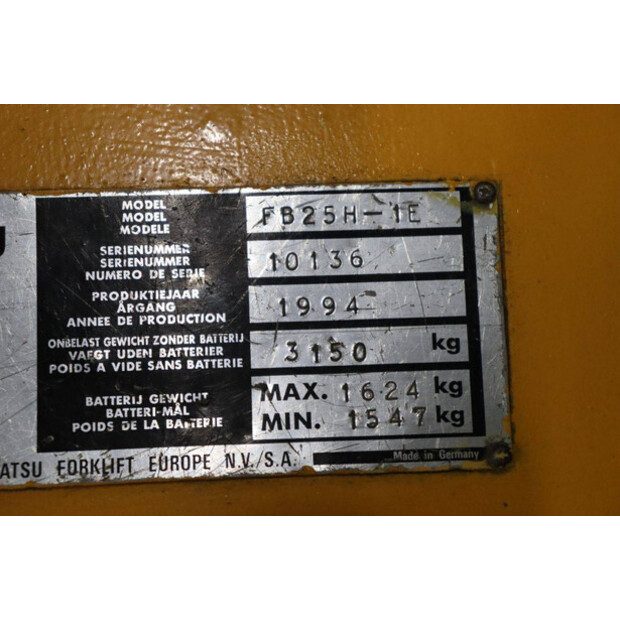 MODEL
MODEL
MODELE
FB25H-1E
SERIENUMMER
SERIENUMMER
NUMERO DE SERIE
10136
PRODUKTIEJAAR
ÅRGANG
ANNEE DE PRODUCTION
1994
ONBELAST GEWICHT ZONDER BATTERIJ
VAEGT UDEN BATTERIER
POIDS A VIDE SANS BATTERIE
3150 kg
BATTERIJ GEWICHT
BATTERI-MÅL
POIDS DE LA BATTERIE
MAX. 1624 kg
MIN. 1547 kg
ATSU FORKLIFT EUROPE N.V./S.A.
Made in Germany